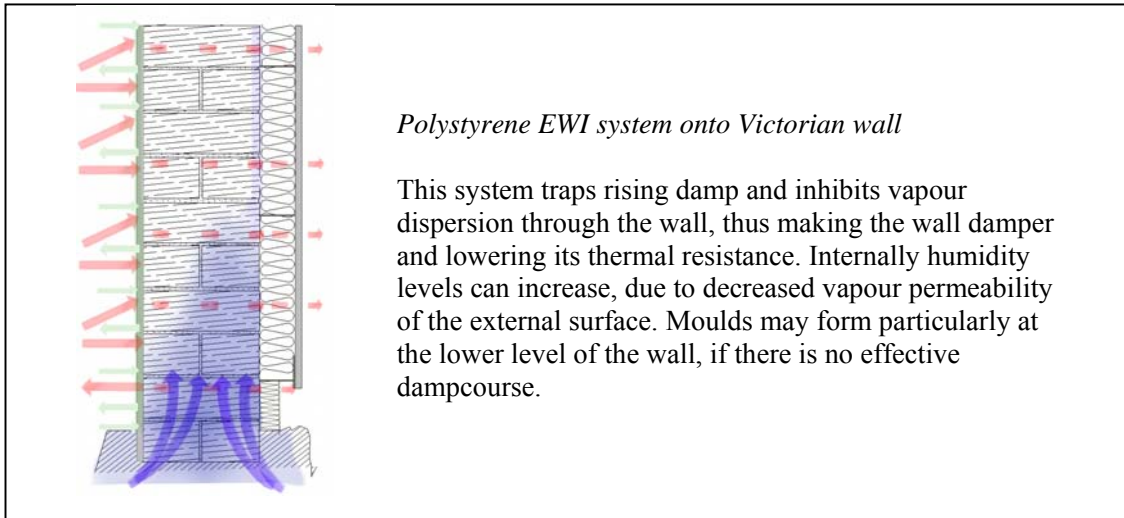 Polystyrene EWI system onto Victorian wall
This system traps rising damp and inhibits vapour
dispersion through the wall, thus making the wall damper
and lowering its thermal resistance. Internally humidity
levels can increase, due to decreased vapour permeability
of the external surface. Moulds may form particularly at
the lower level of the wall, if there is no effective
dampcourse.